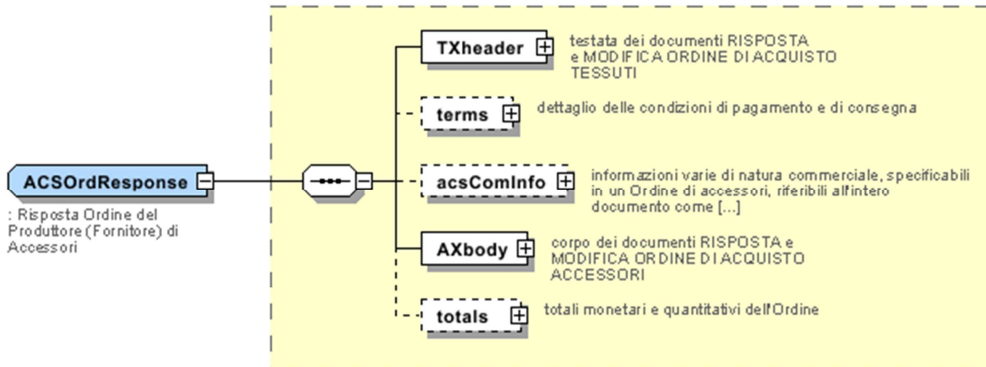 TXheader
testata dei documenti RISPOSTA
e MODIFICA ORDINE DI ACQUISTO
TESSUTI
terms
dettaglio delle condizioni di pagamento e di consegna
ACSOrdResponse
: Risposta Ordine del
Produttore (Fornitore) di
Accessori
acsComInfo
informazioni varie di natura commerciale, specificabili
in un Ordine di accessori, riferibili all'intero
documento come [...]
AXbody
corpo dei documenti RISPOSTA e
MODIFICA ORDINE DI ACQUISTO
ACCESSORI
totals
totali monetari e quantitativi dell'Ordine